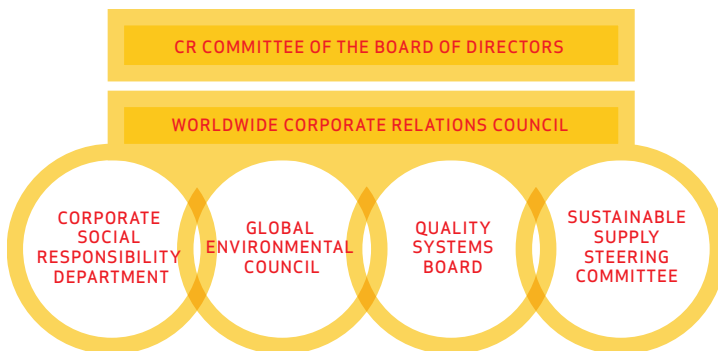 CR COMMITTEE OF THE BOARD OF DIRECTORS
WORLDWIDE CORPORATE RELATIONS COUNCIL
CORPORATE
SOCIAL
RESPONSIBILITY
DEPARTMENT
GLOBAL
ENVIRONMENTAL
COUNCIL
QUALITY
SYSTEMS
BOARD
SUSTAINABLE
SUPPLY
STEERING
COMMITTEE